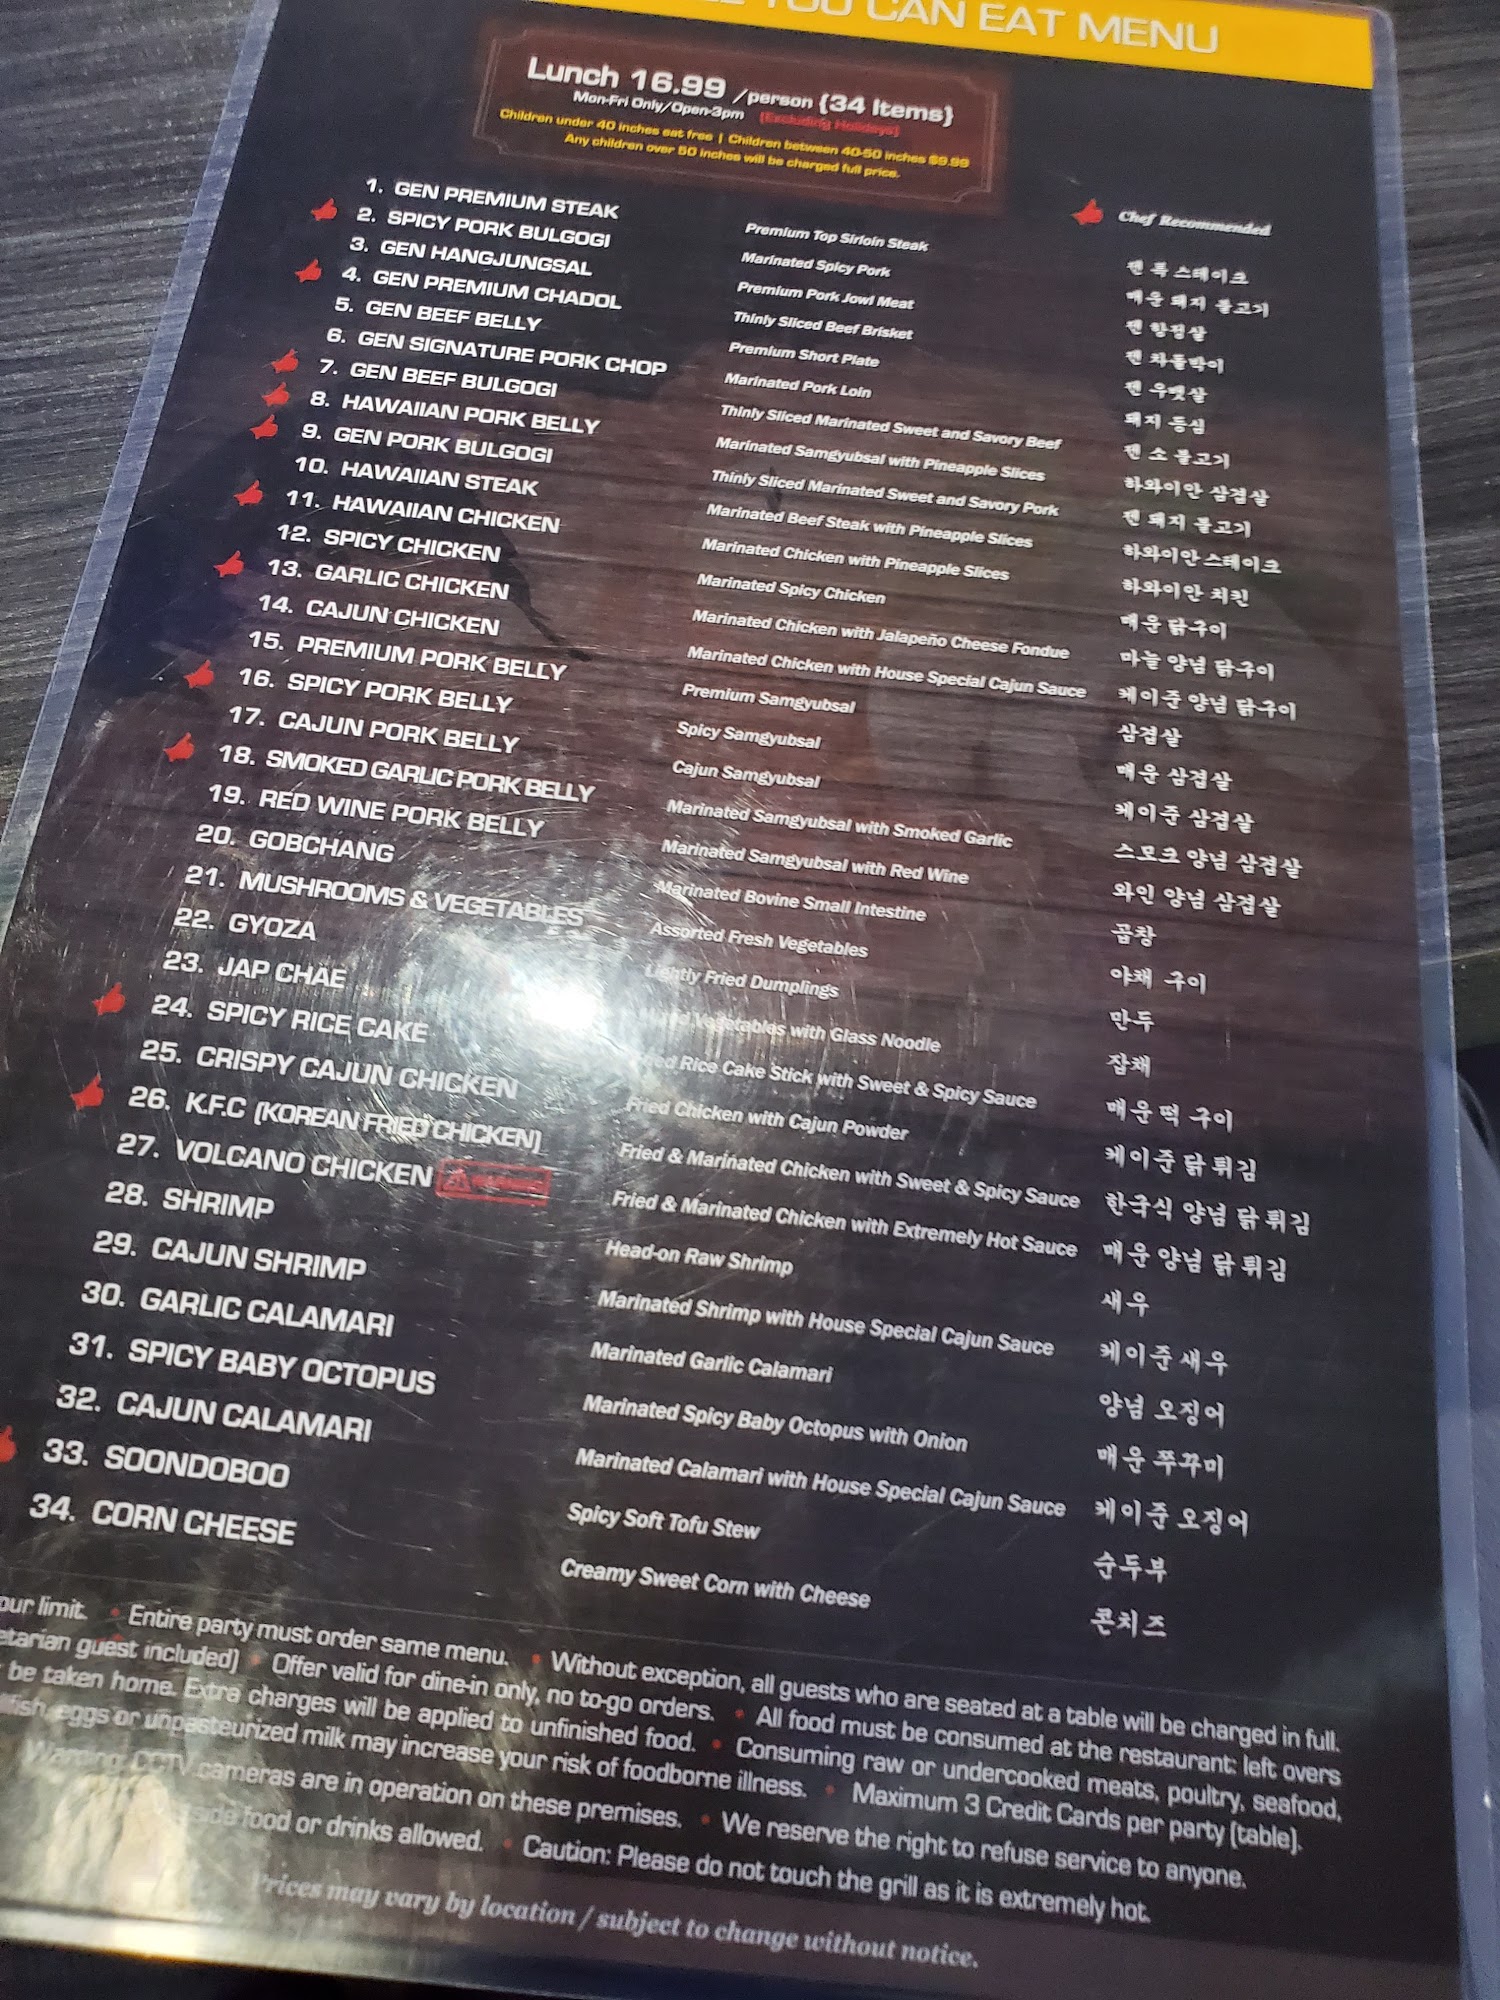 YOU CAN EAT MENU
Lunch 16.99 /person {34 Items}
Mon-Fri Only/Open-3pm (Excluding Holidays)
Children under 40 inches eat free | Children between 40-50 inches $9.99
Any children over 50 inches will be charged full price.
Chef Recommended
1. GEN PREMIUM STEAK Premium Top Sirloin Steak 젠 록 스테이크
2. SPICY PORK BULGOGI Marinated Spicy Pork 매운 돼지 불고기
3. GEN HANGJUNGSAL Premium Pork Jowl Meat 젠 항정살
4. GEN PREMIUM CHADOL Thinly Sliced Beef Brisket 젠 차돌박이
5. GEN BEEF BELLY Premium Short Plate 젠 우뱃살
6. GEN SIGNATURE PORK CHOP Marinated Pork Loin 돼지 등심
7. GEN BEEF BULGOGI Thinly Sliced Marinated Sweet and Savory Beef 젠 소 불고기
8. HAWAIIAN PORK BELLY Marinated Samgyubsal with Pineapple Slices 하와이안 삼겹살
9. GEN PORK BULGOGI Thinly Sliced Marinated Sweet and Savory Pork 젠 돼지 불고기
10. HAWAIIAN STEAK Marinated Beef Steak with Pineapple Slices 하와이안 스테이크
11. HAWAIIAN CHICKEN Marinated Chicken with Pineapple Slices 하와이안 치킨
12. SPICY CHICKEN Marinated Spicy Chicken 매운 닭구이
13. GARLIC CHICKEN Marinated Chicken with Jalapeño Cheese Fondue 마늘 양념 닭구이
14. CAJUN CHICKEN Marinated Chicken with House Special Cajun Sauce 케이준 양념 닭구이
15. PREMIUM PORK BELLY Premium Samgyubsal 삼겹살
16. SPICY PORK BELLY Spicy Samgyubsal 매운 삼겹살
17. CAJUN PORK BELLY Cajun Samgyubsal 케이준 삼겹살
18. SMOKED GARLIC PORK BELLY Marinated Samgyubsal with Smoked Garlic 스모크 양념 삼겹살
19. RED WINE PORK BELLY Marinated Samgyubsal with Red Wine 와인 양념 삼겹살
20. GOBCHANG Marinated Bovine Small Intestine 곱창
21. MUSHROOMS & VEGETABLES Assorted Fresh Vegetables 야채 구이
22. GYOZA Lightly Fried Dumplings 만두
23. JAP CHAE Vegetables with Glass Noodle 잡채
24. SPICY RICE CAKE Rice Cake Stick with Sweet & Spicy Sauce 매운 떡 구이
25. CRISPY CAJUN CHICKEN Fried Chicken with Cajun Powder 케이준 닭 튀김
26. K.F.C (KOREAN FRIED CHICKEN) Fried & Marinated Chicken with Sweet & Spicy Sauce 한국식 양념 닭 튀김
27. VOLCANO CHICKEN Fried & Marinated Chicken with Extremely Hot Sauce 매운 양념 닭 튀김
28. SHRIMP Head-on Raw Shrimp 새우
29. CAJUN SHRIMP Marinated Shrimp with House Special Cajun Sauce 케이준 새우
30. GARLIC CALAMARI Marinated Garlic Calamari 양념 오징어
31. SPICY BABY OCTOPUS Marinated Spicy Baby Octopus with Onion 매운 쭈꾸미
32. CAJUN CALAMARI Marinated Calamari with House Special Cajun Sauce 케이준 오징어
33. SOONDOBOO Spicy Soft Tofu Stew 순두부
34. CORN CHEESE Creamy Sweet Corn with Cheese 콘치즈
our limit. • Entire party must order same menu. • Without exception, all guests who are seated at a table will be charged in full.
etarian guest included) • Offer valid for dine-in only, no to-go orders. • All food must be consumed at the restaurant: left overs
be taken home. Extra charges will be applied to unfinished food. • Consuming raw or undercooked meats, poultry, seafood,
llfish, eggs or unpasteurized milk may increase your risk of foodborne illness. • Maximum 3 Credit Cards per party (table).
Warning: CCTV cameras are in operation on these premises. • We reserve the right to refuse service to anyone.
side food or drinks allowed. • Caution: Please do not touch the grill as it is extremely hot.
Prices may vary by location / subject to change without notice.